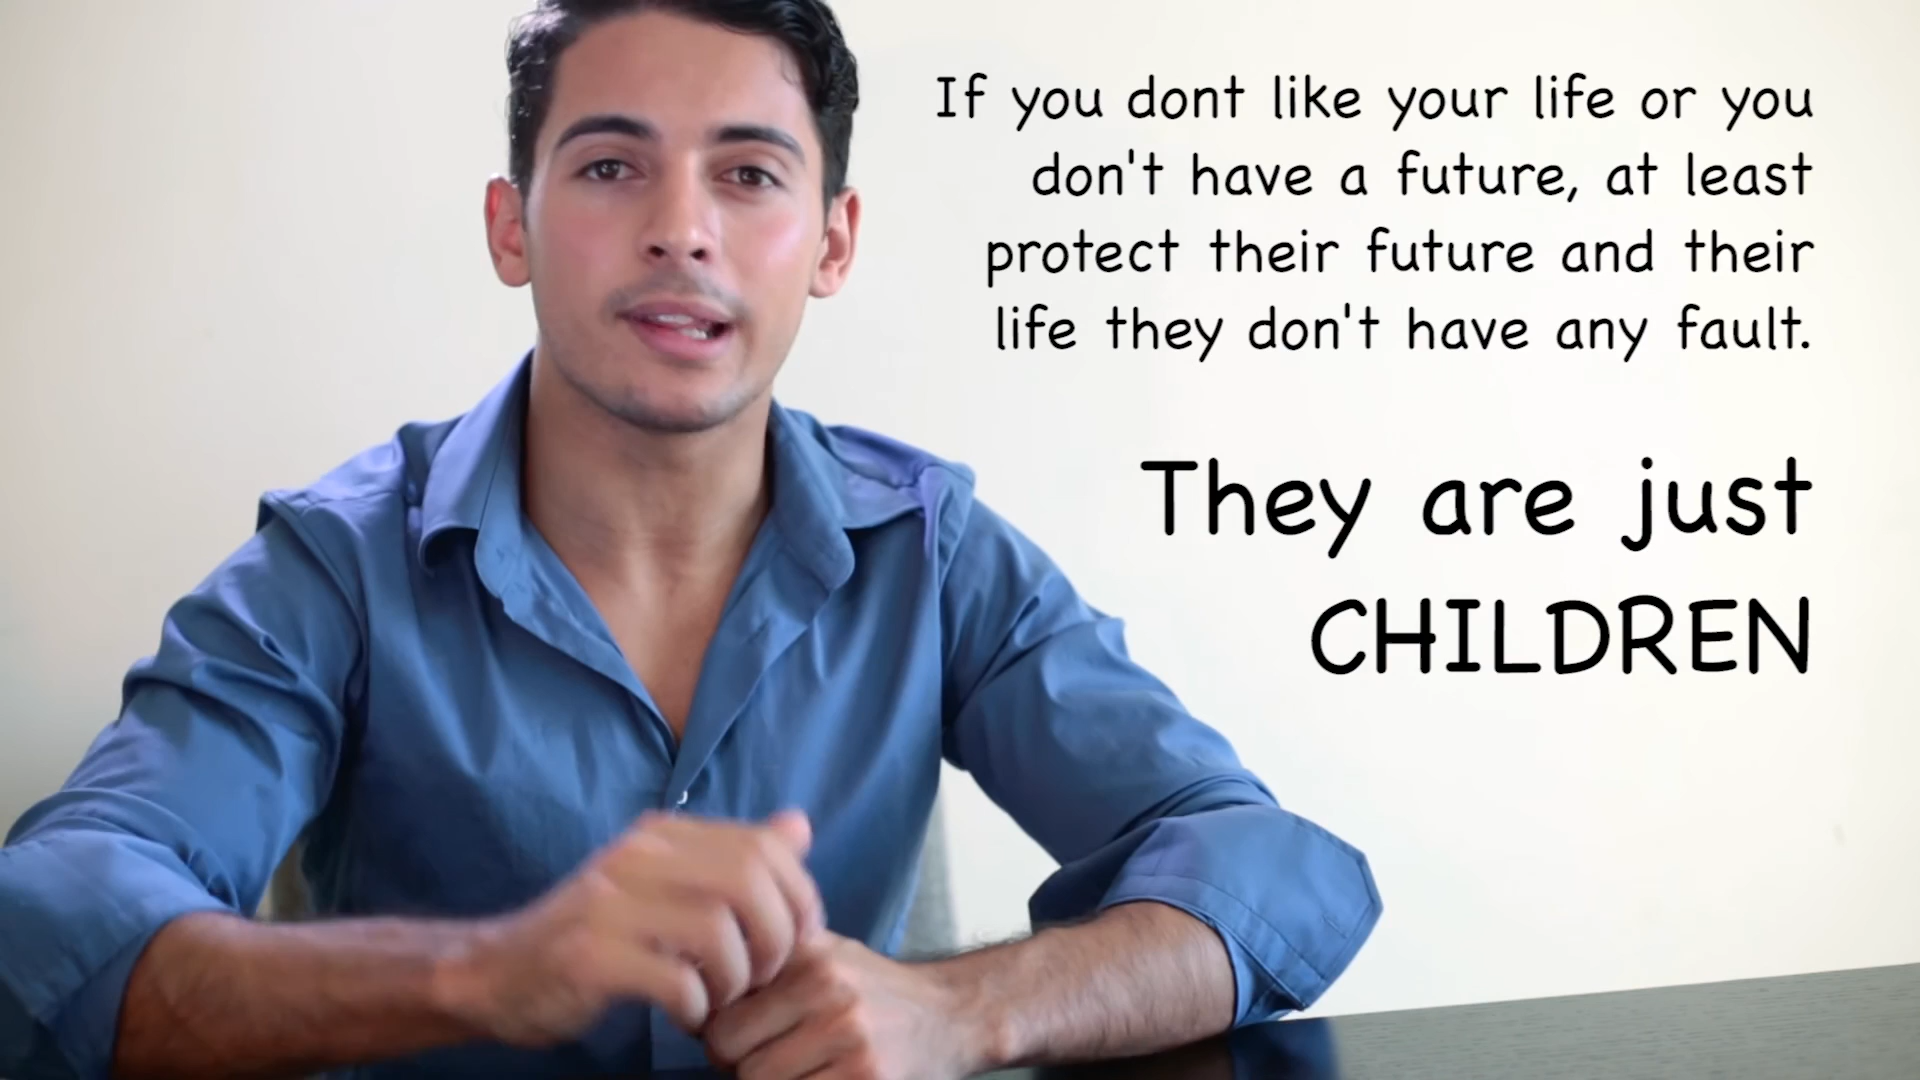 If you dont like your life or you
don't have a future, at least
protect their future and their
life they don't have any fault.
They are just
CHILDREN